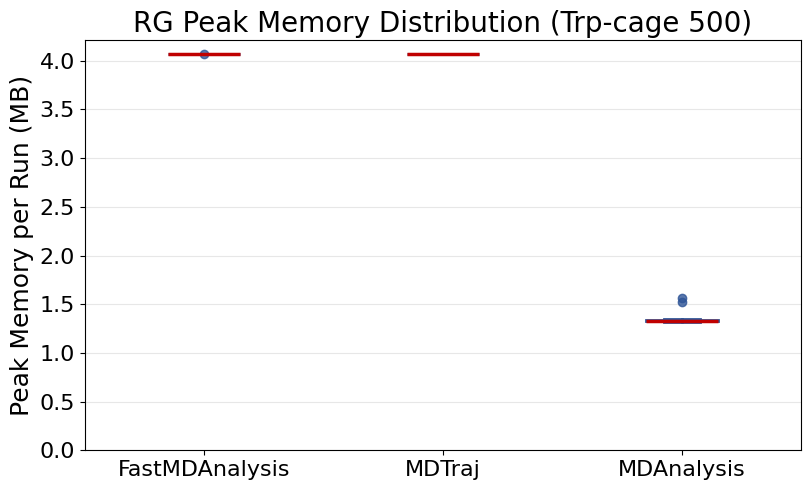 RG Peak Memory Distribution (Trp-cage 500)
Peak Memory per Run (MB)
4.0
3.5
3.0
2.5
2.0
1.5
1.0
0.5
0.0
FastMDAnalysis
MDTraj
MDAnalysis